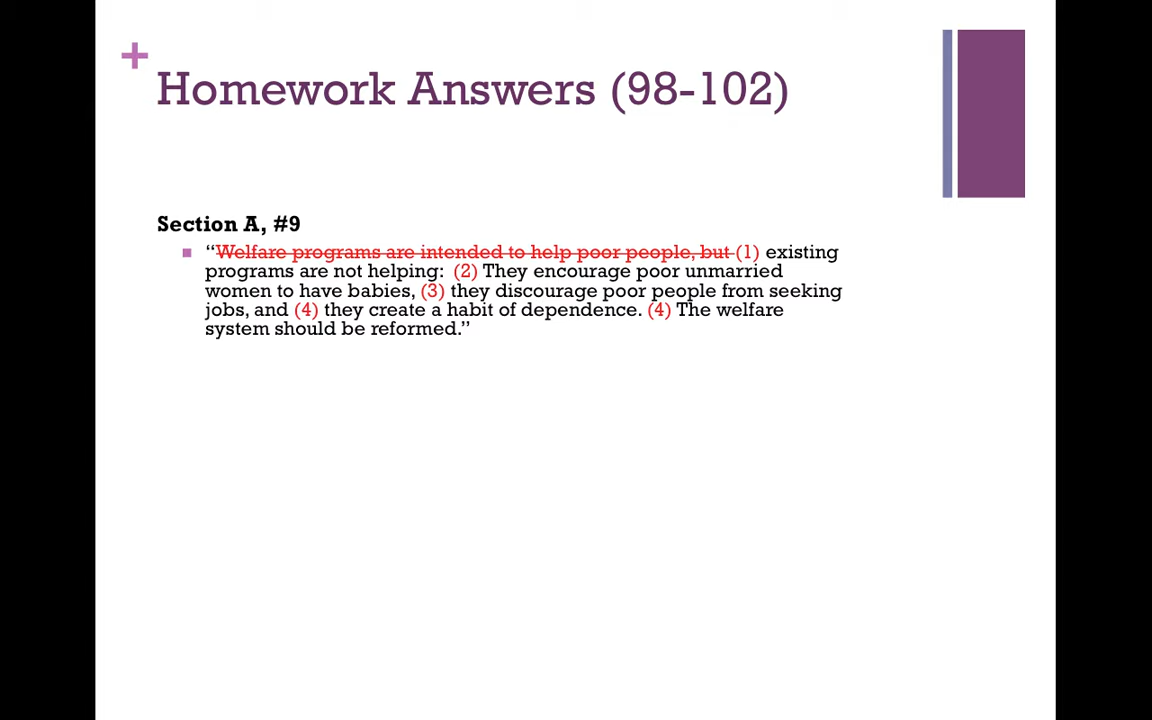 +
Homework Answers (98-102)
Section A, #9
“Welfare programs are intended to help poor people, but (1) existing
programs are not helping: (2) They encourage poor unmarried
women to have babies, (3) they discourage poor people from seeking
jobs, and (4) they create a habit of dependence. (4) The welfare
system should be reformed.”